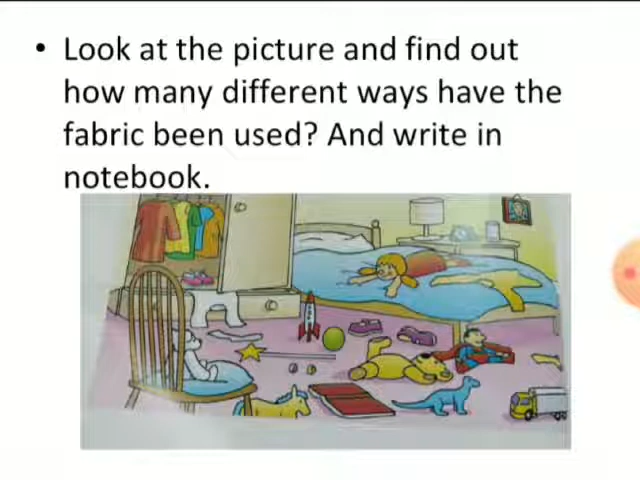 • Look at the picture and find out
how many different ways have the
fabric been used? And write in
notebook.